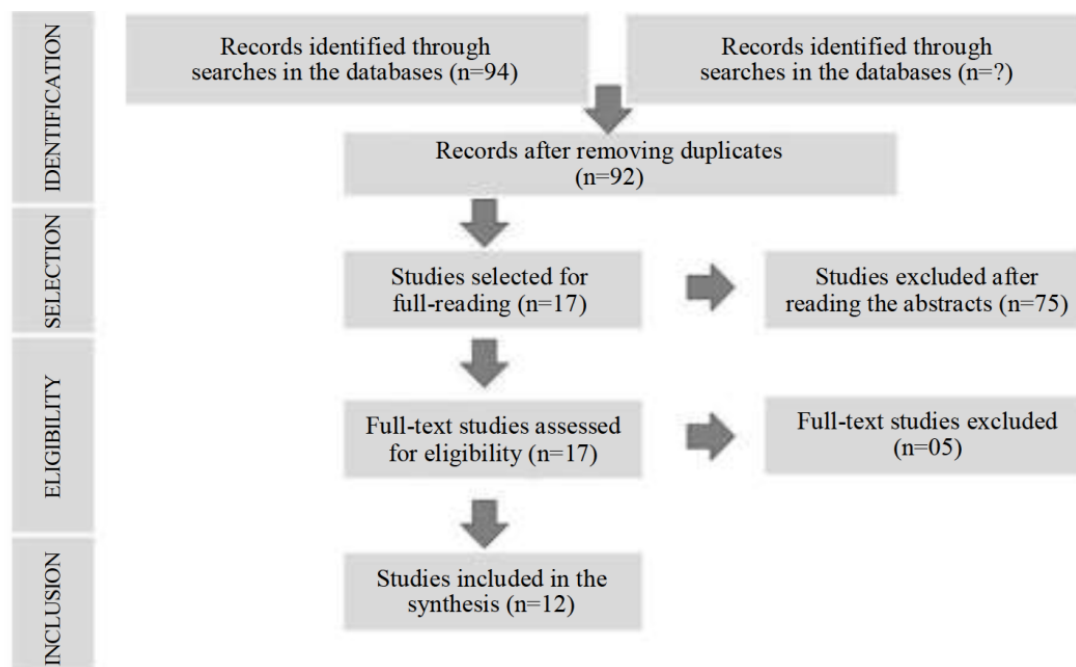 IDENTIFICATION
Records identified through
searches in the databases (n=94)
Records identified through
searches in the databases (n=?)
Records after removing duplicates
(n=92)
SELECTION
Studies selected for
full-reading (n=17)
Studies excluded after
reading the abstracts (n=75)
ELIGIBILITY
Full-text studies assessed
for eligibility (n=17)
Full-text studies excluded
(n=05)
INCLUSION
Studies included in the
synthesis (n=12)